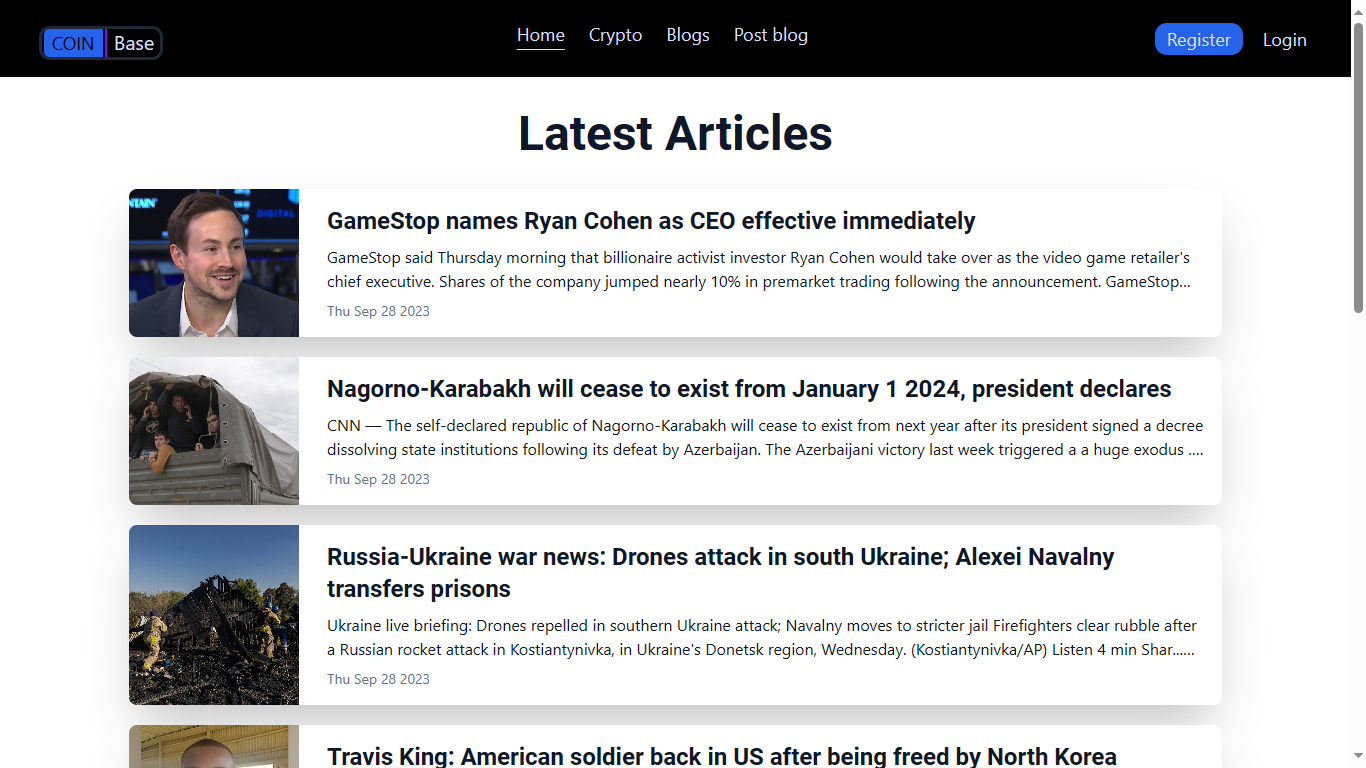 COIN Base
Home Crypto Blogs Post blog
Register Login
Latest Articles
NTAIN
DIGITAL
GameStop names Ryan Cohen as CEO effective immediately
GameStop said Thursday morning that billionaire activist investor Ryan Cohen would take over as the video game retailer's
chief executive. Shares of the company jumped nearly 10% in premarket trading following the announcement. GameStop...
Thu Sep 28 2023
Nagorno-Karabakh will cease to exist from January 1 2024, president declares
CNN — The self-declared republic of Nagorno-Karabakh will cease to exist from next year after its president signed a decree
dissolving state institutions following its defeat by Azerbaijan. The Azerbaijani victory last week triggered a a huge exodus ....
Thu Sep 28 2023
Russia-Ukraine war news: Drones attack in south Ukraine; Alexei Navalny
transfers prisons
Ukraine live briefing: Drones repelled in southern Ukraine attack; Navalny moves to stricter jail Firefighters clear rubble after
a Russian rocket attack in Kostiantynivka, in Ukraine's Donetsk region, Wednesday. (Kostiantynivka/AP) Listen 4 min Shar......
Thu Sep 28 2023
Travis King: American soldier back in US after being freed by North Korea